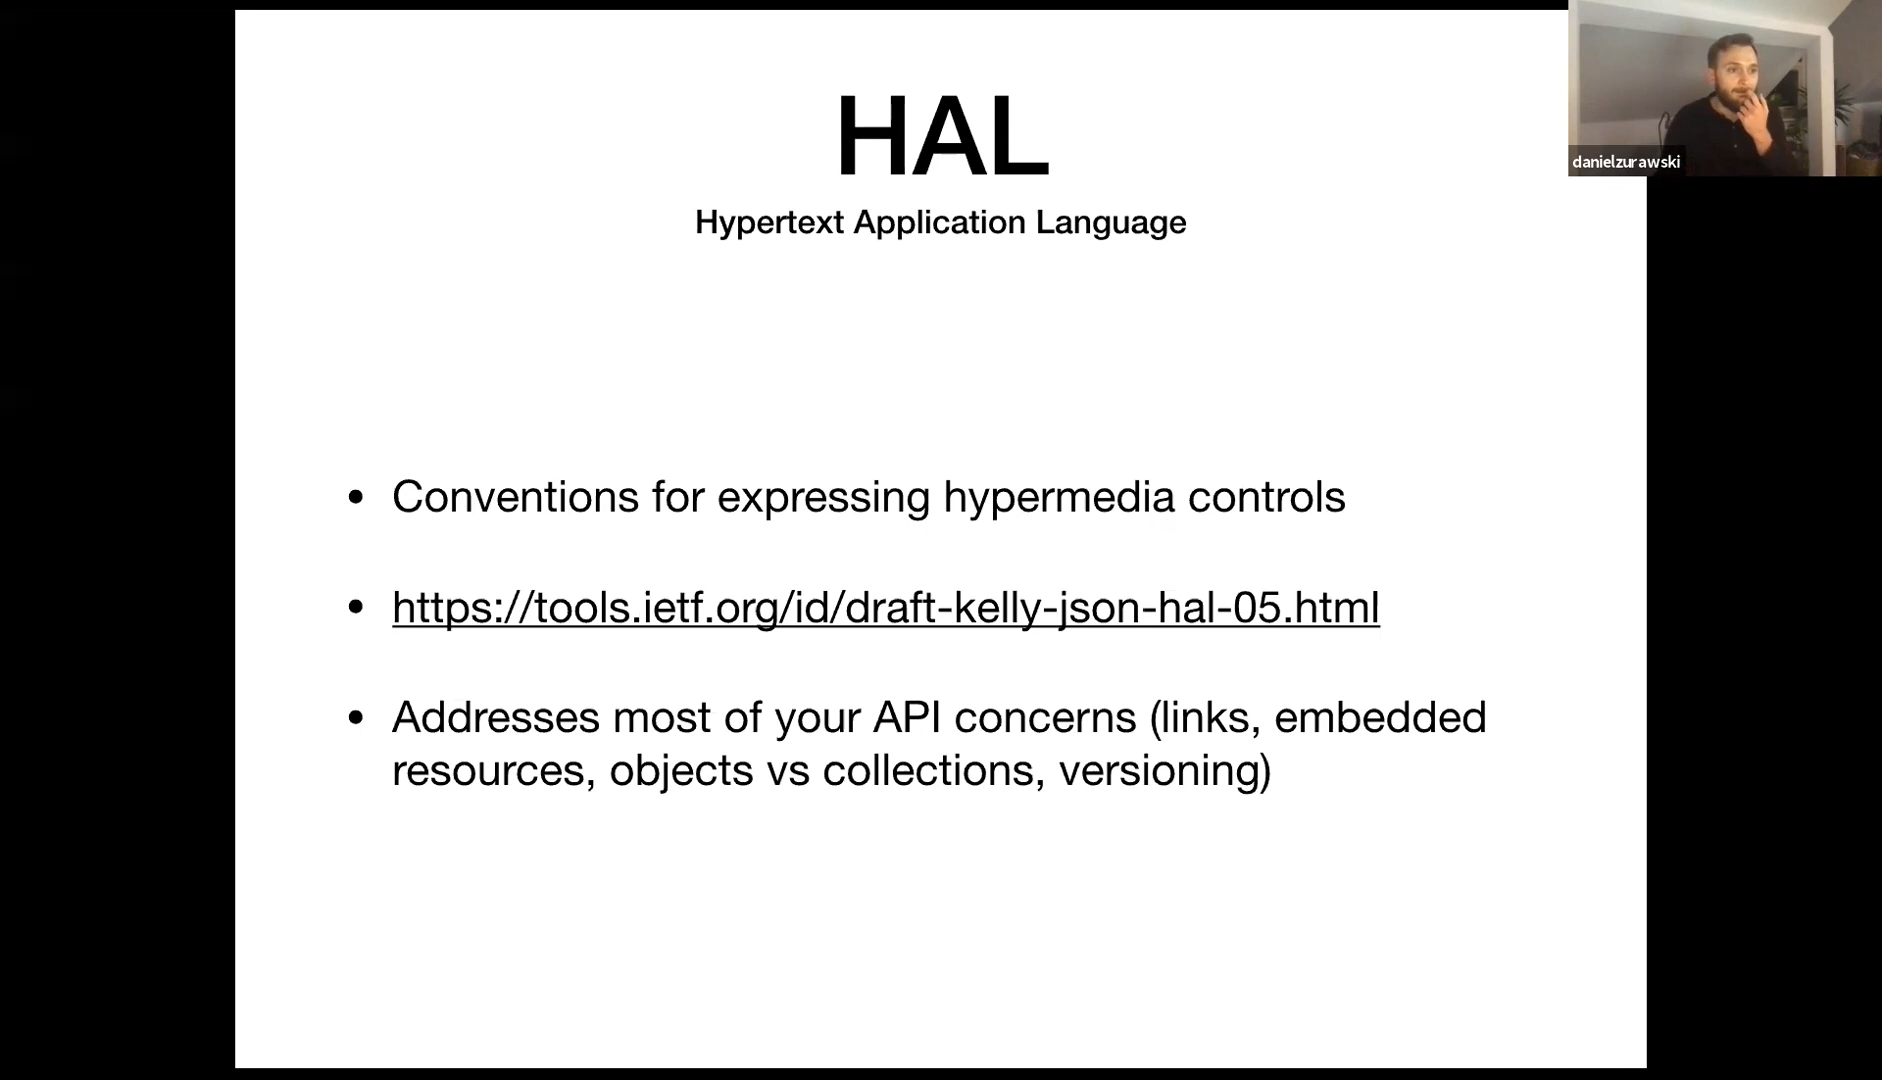 HAL
Hypertext Application Language
danielzurawski
• Conventions for expressing hypermedia controls
• https://tools.ietf.org/id/draft-kelly-json-hal-05.html
• Addresses most of your API concerns (links, embedded
resources, objects vs collections, versioning)